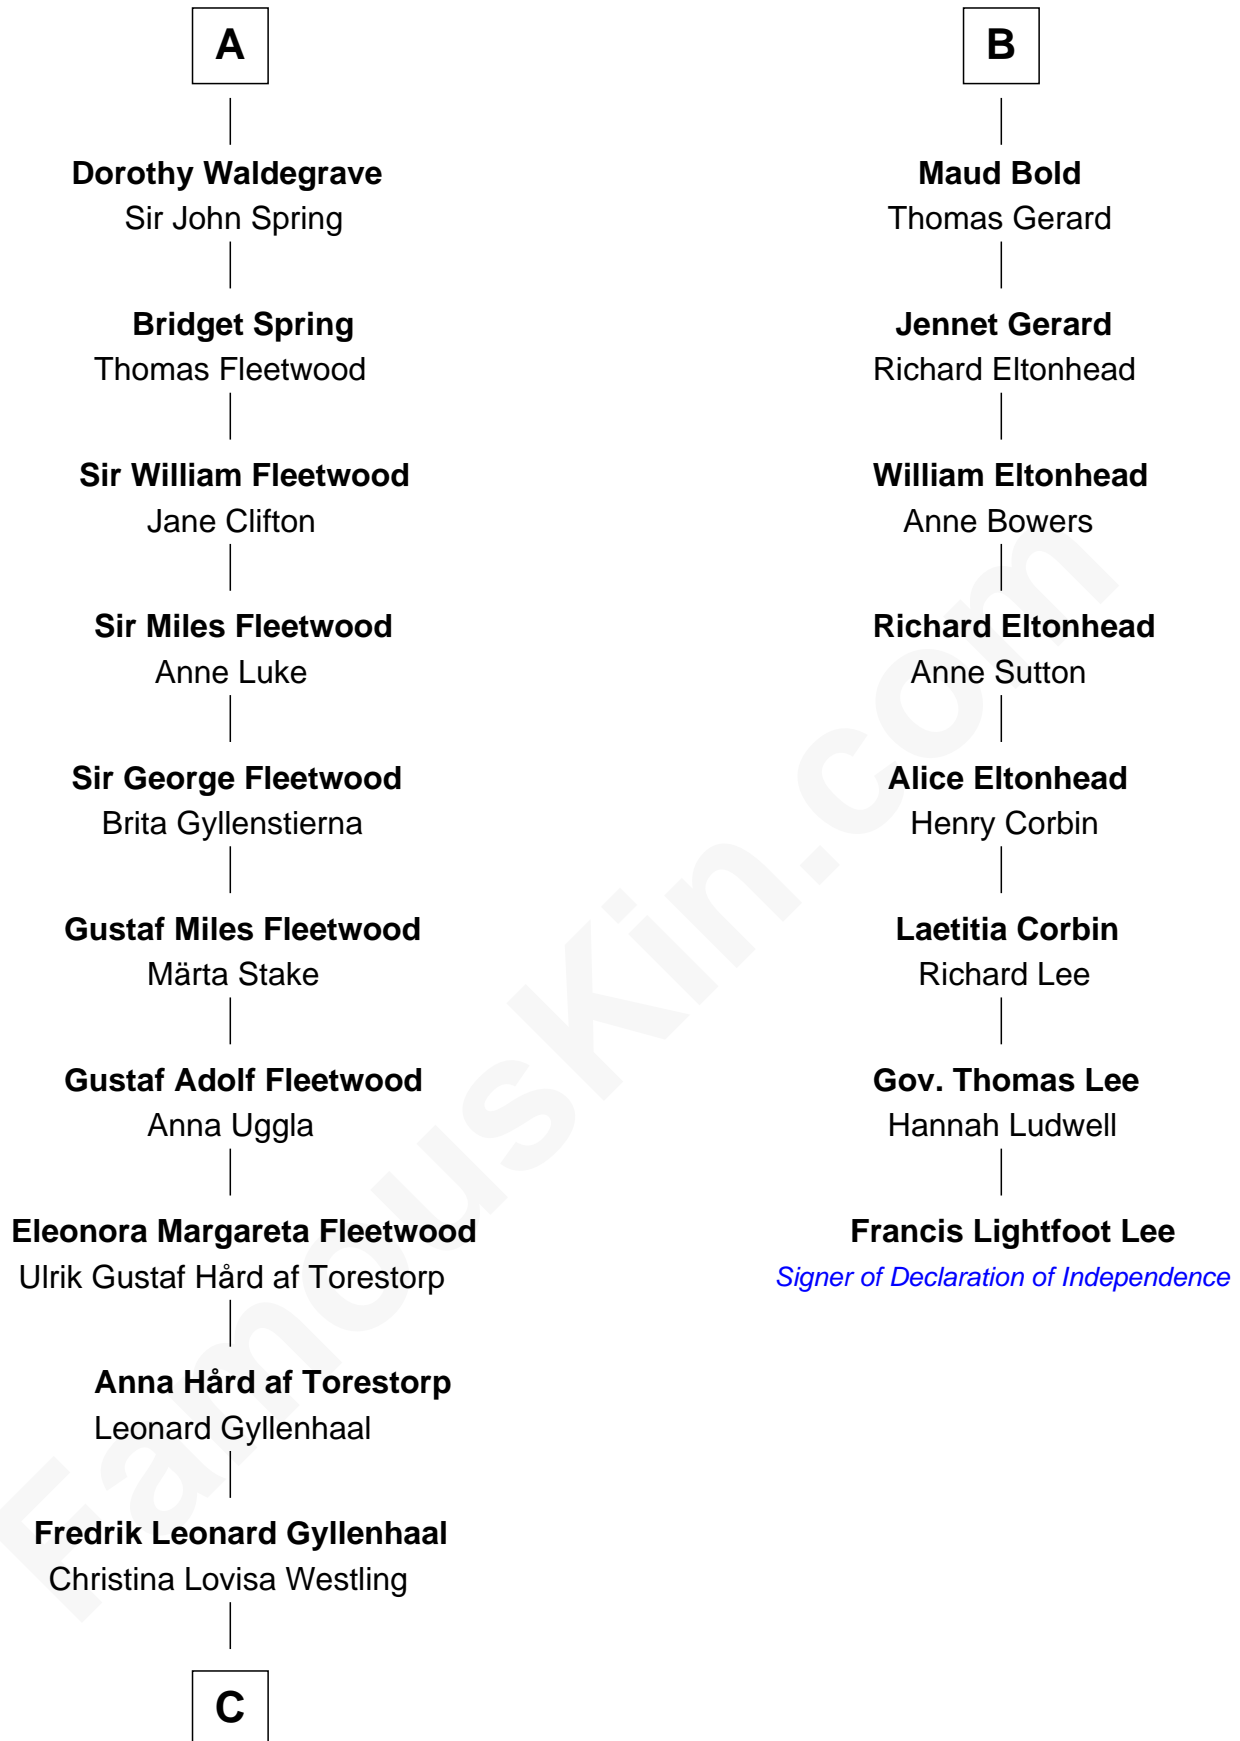 A
Dorothy Waldegrave
Sir John Spring
Bridget Spring
Thomas Fleetwood
Sir William Fleetwood
Jane Clifton
Sir Miles Fleetwood
Anne Luke
Sir George Fleetwood
Brita Gyllenstierna
Gustaf Miles Fleetwood
Märta Stake
Gustaf Adolf Fleetwood
Anna Uggla
Eleonora Margareta Fleetwood
Ulrik Gustaf Hård af Torestorp
Anna Hård af Torestorp
Leonard Gyllenhaal
Fredrik Leonard Gyllenhaal
Christina Lovisa Westling
C
B
Maud Bold
Thomas Gerard
Jennet Gerard
Richard Eltonhead
William Eltonhead
Anne Bowers
Richard Eltonhead
Anne Sutton
Alice Eltonhead
Henry Corbin
Laetitia Corbin
Richard Lee
Gov. Thomas Lee
Hannah Ludwell
Francis Lightfoot Lee
Signer of Declaration of Independence
FamousKin.com